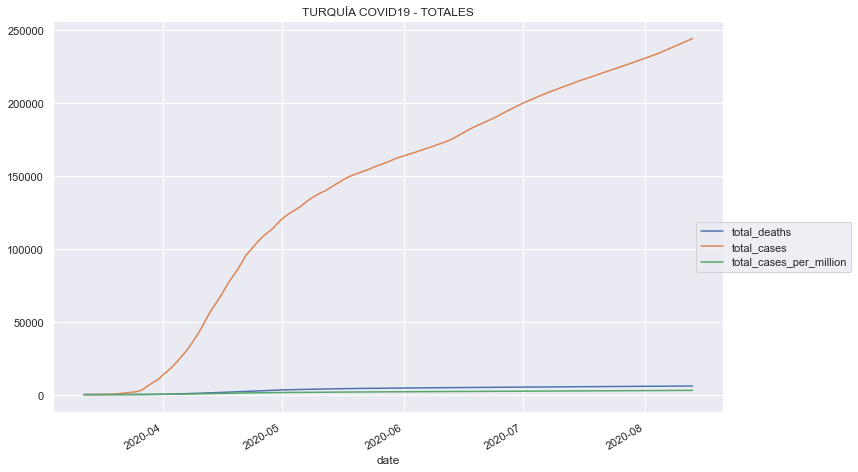 TURQUÍA COVID19 - TOTALES
250000
200000
150000
100000
50000
0
total_deaths
total_cases
total_cases_per_million
2020-04
2020-05
2020-06
2020-07
2020-08
date